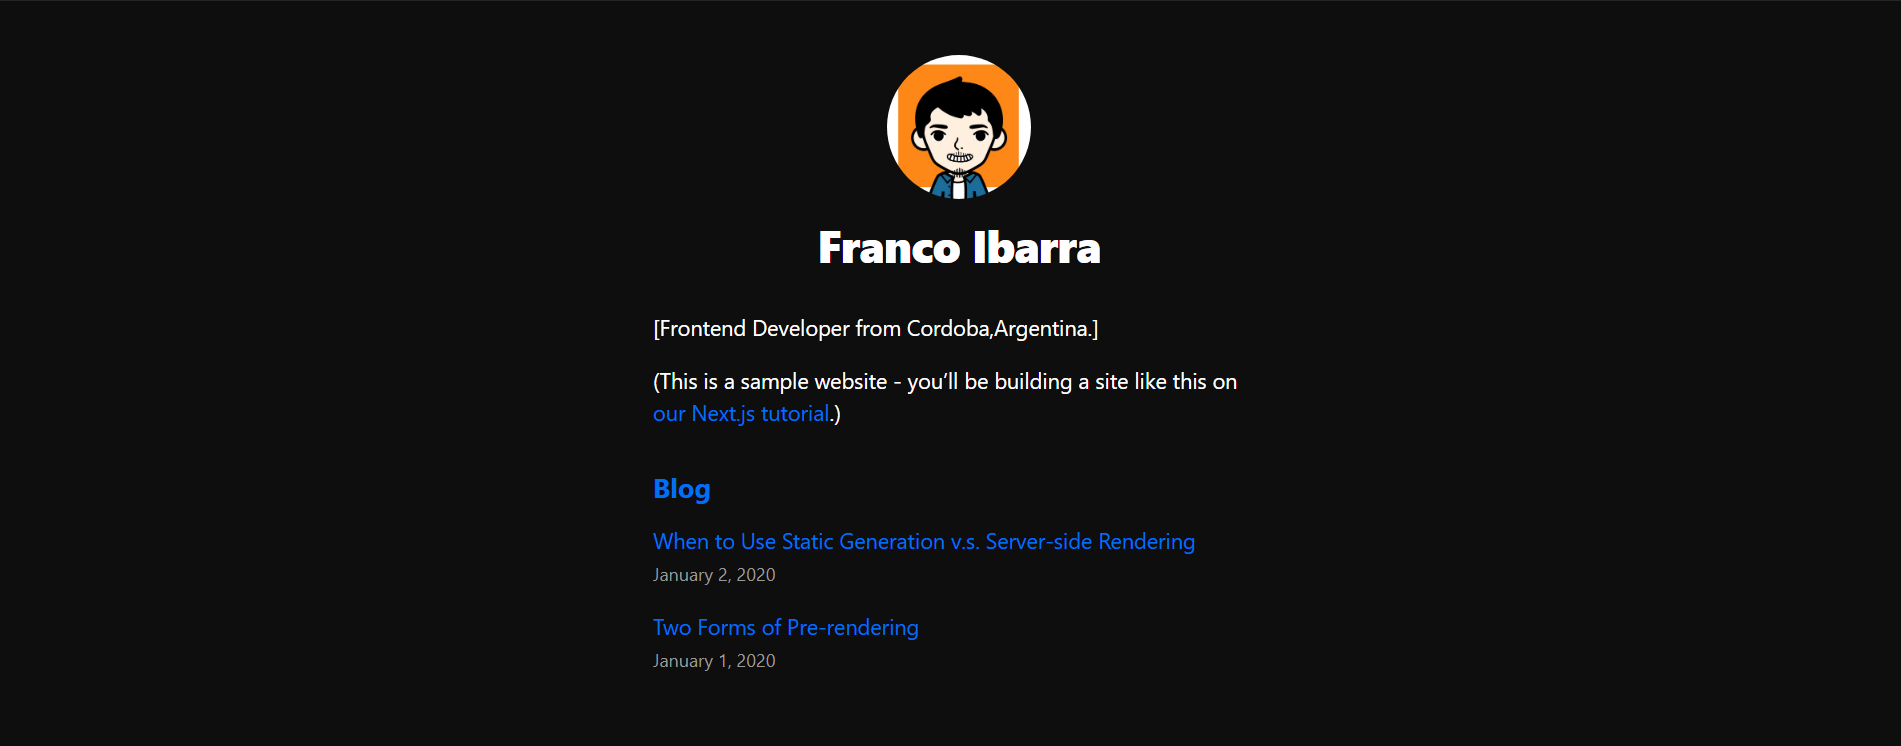 Franco Ibarra
[Frontend Developer from Cordoba,Argentina.]
(This is a sample website - you’ll be building a site like this on
our Next.js tutorial.)
Blog
When to Use Static Generation v.s. Server-side Rendering
January 2, 2020
Two Forms of Pre-rendering
January 1, 2020